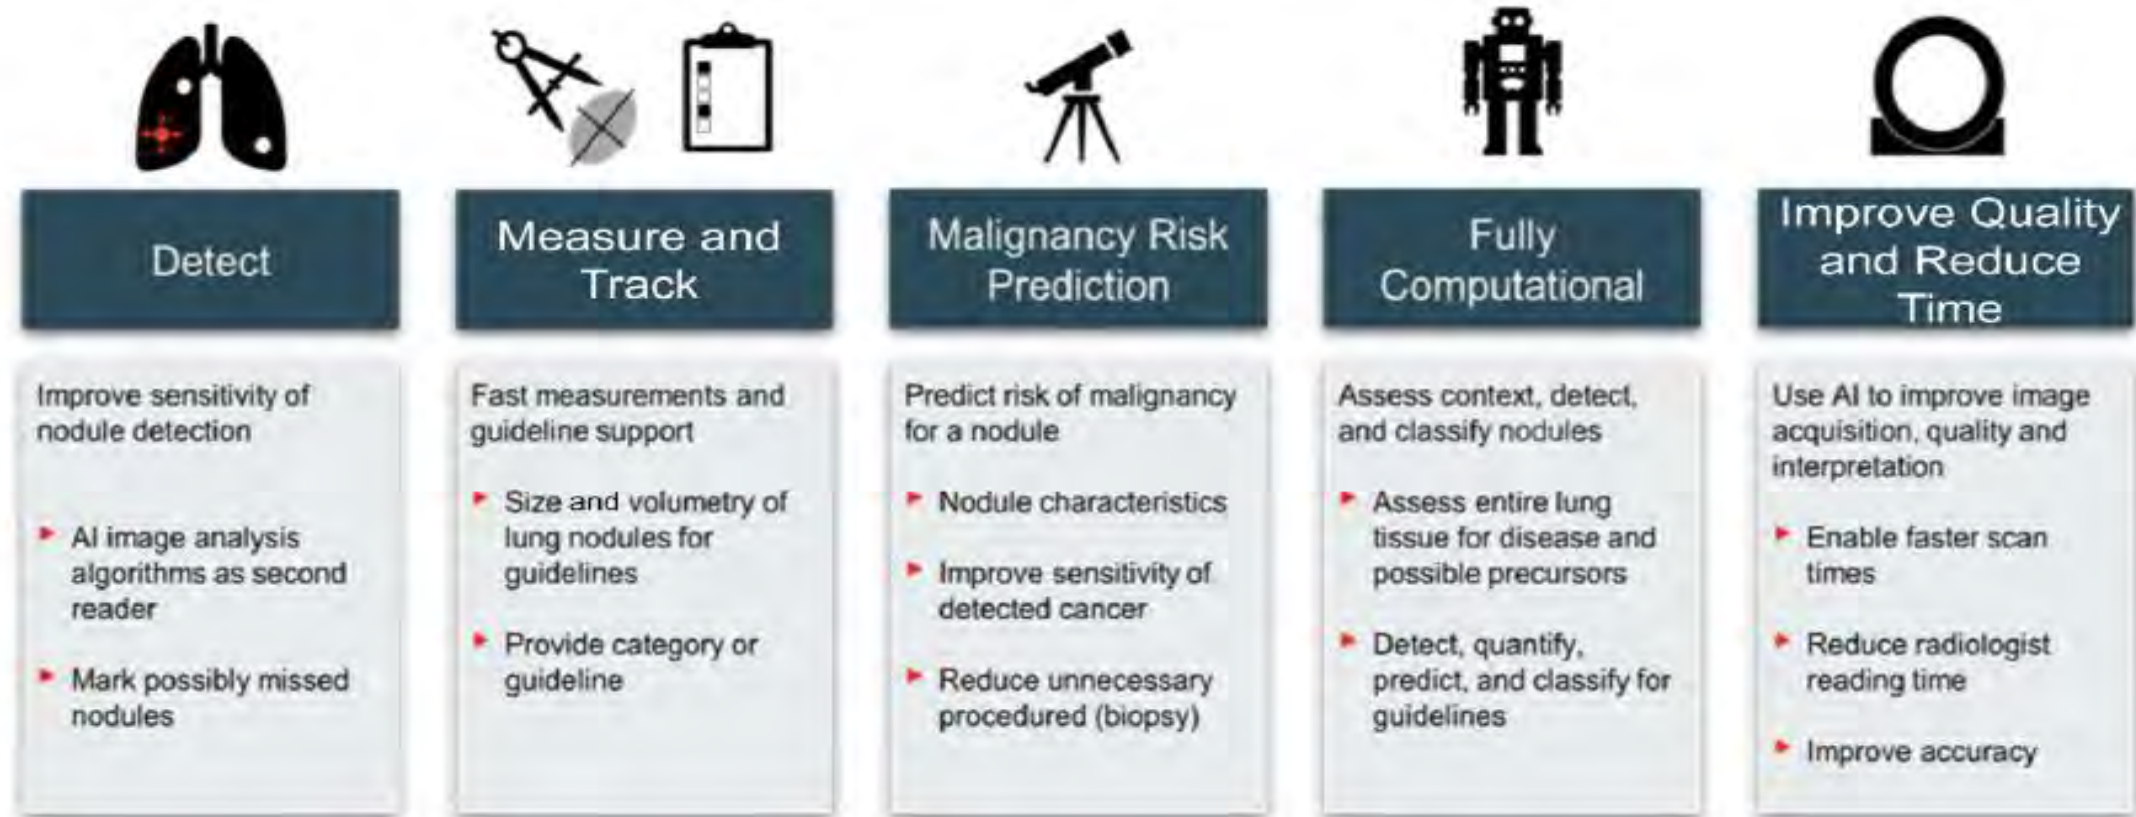 Detect
Improve sensitivity of
nodule detection
AI image analysis
algorithms as second
reader
Mark possibly missed
nodules
Measure and
Track
Fast measurements and
guideline support
Size and volumetry of
lung nodules for
guidelines
Provide category or
guideline
Malignancy Risk
Prediction
Predict risk of malignancy
for a nodule
Nodule characteristics
Improve sensitivity of
detected cancer
Reduce unnecessary
procedured (biopsy)
Fully
Computational
Assess context, detect,
and classify nodules
Assess entire lung
tissue for disease and
possible precursors
Detect, quantify,
predict, and classify for
guidelines
Improve Quality
and Reduce
Time
Use AI to improve image
acquisition, quality and
interpretation
Enable faster scan
times
Reduce radiologist
reading time
Improve accuracy